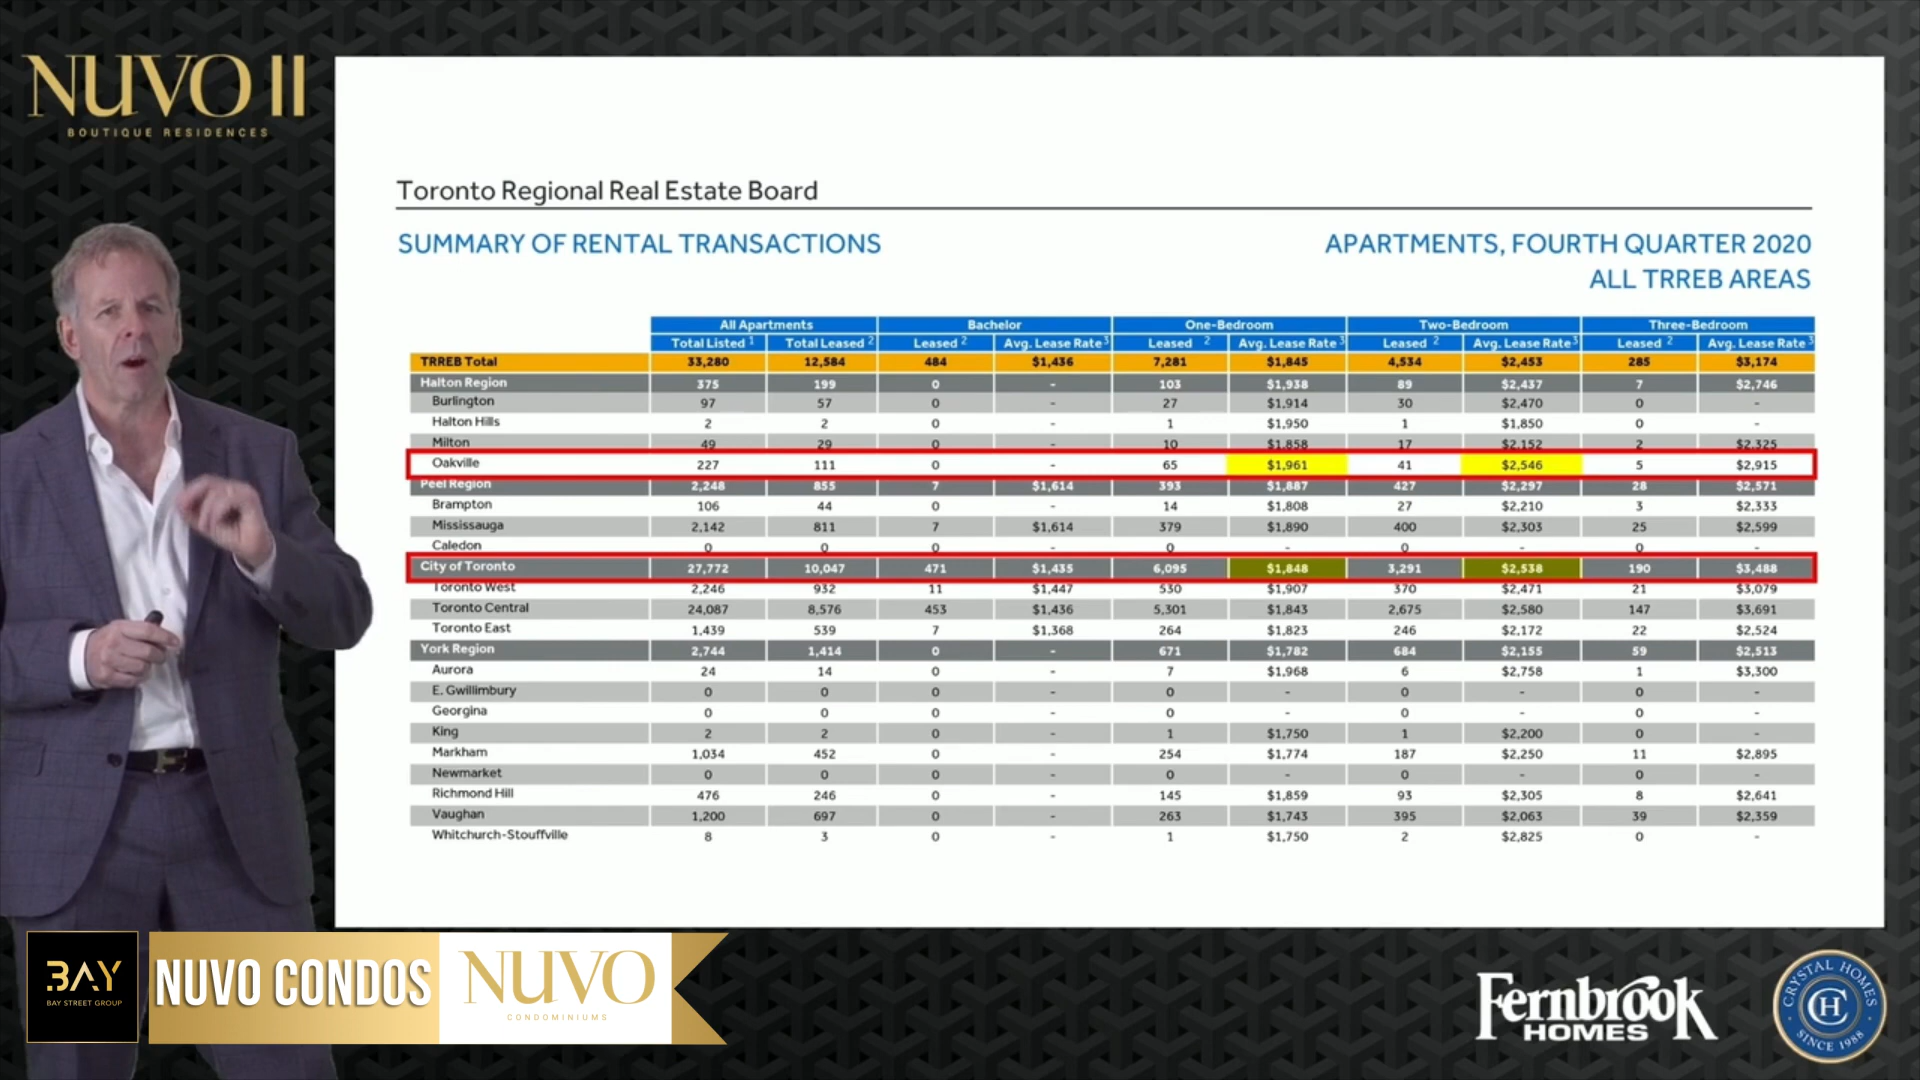 NUVO II
BOUTIQUE RESIDENCES
Toronto Regional Real Estate Board
SUMMARY OF RENTAL TRANSACTIONS
APARTMENTS, FOURTH QUARTER 2020
ALL TRREB AREAS
All Apartments Bachelor One-Bedroom Two-Bedroom Three-Bedroom
Total Listed 1 Total Leased 2 Leased 2 Avg. Lease Rate 3 Leased 2 Avg. Lease Rate 3 Leased 2 Avg. Lease Rate 3 Leased 2 Avg. Lease Rate 3
TRREB Total 33,280 12,584 484 $1,436 7,281 $1,845 4,534 $2,453 285 $3,174
Halton Region 375 199 0 - 103 $1,938 89 $2,437 7 $2,746
Burlington 97 57 0 - 27 $1,914 30 $2,470 0 -
Halton Hills 2 2 0 - 1 $1,950 1 $1,850 0 -
Milton 49 29 0 - 10 $1,858 17 $2,152 2 $2,325
Oakville 227 111 0 - 65 $1,961 41 $2,546 5 $2,915
Peel Region 2,248 855 7 $1,614 393 $1,887 427 $2,297 28 $2,571
Brampton 106 44 0 - 14 $1,808 27 $2,210 3 $2,333
Mississauga 2,142 811 7 $1,614 379 $1,890 400 $2,303 25 $2,599
Caledon 0 0 0 - 0 - 0 - 0 -
City of Toronto 27,772 10,047 471 $1,435 6,095 $1,848 3,291 $2,538 190 $3,488
Toronto West 2,246 932 11 $1,447 530 $1,907 370 $2,471 21 $3,079
Toronto Central 24,087 8,576 453 $1,436 5,301 $1,843 2,675 $2,580 147 $3,691
Toronto East 1,439 539 7 $1,368 264 $1,823 246 $2,172 22 $2,524
York Region 2,744 1,414 0 - 671 $1,782 684 $2,155 59 $2,513
Aurora 24 14 0 - 7 $1,968 6 $2,758 1 $3,300
E. Gwillimbury 0 0 0 - 0 - 0 - 0 -
Georgina 0 0 0 - 0 - 0 - 0 -
King 2 2 0 - 1 $1,750 1 $2,200 0 -
Markham 1,034 452 0 - 254 $1,774 187 $2,250 11 $2,895
Newmarket 0 0 0 - 0 - 0 - 0 -
Richmond Hill 476 246 0 - 145 $1,859 93 $2,305 8 $2,641
Vaughan 1,200 697 0 - 263 $1,743 395 $2,063 39 $2,359
Whitchurch-Stouffville 8 3 0 - 1 $1,750 2 $2,825 0 -
BAY
BAY STREET GROUP
NUVO CONDOS
NUVO
CONDOMINIUMS
Fernbrook
HOMES
CRYSTAL HOMES
CH
SINCE 1988